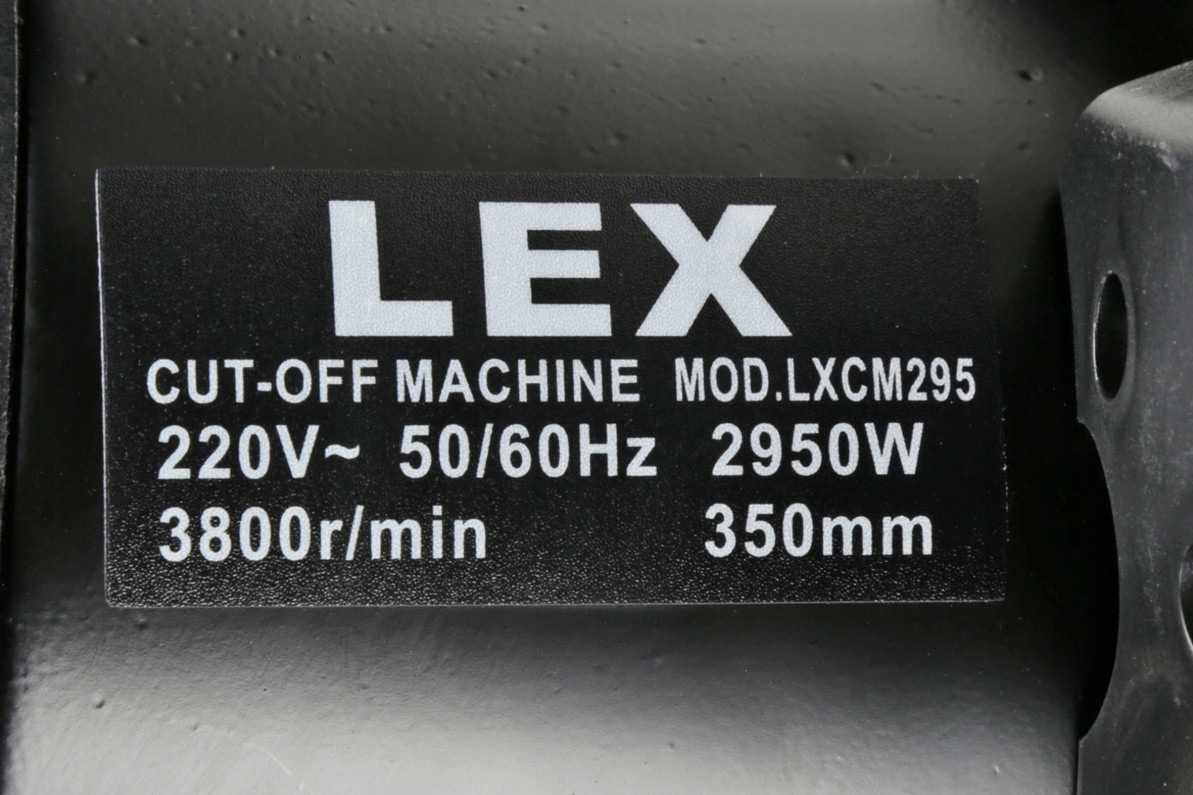 LEX
CUT-OFF MACHINE MOD.LXCM295
220V~ 50/60Hz 2950W
3800r/min 350mm